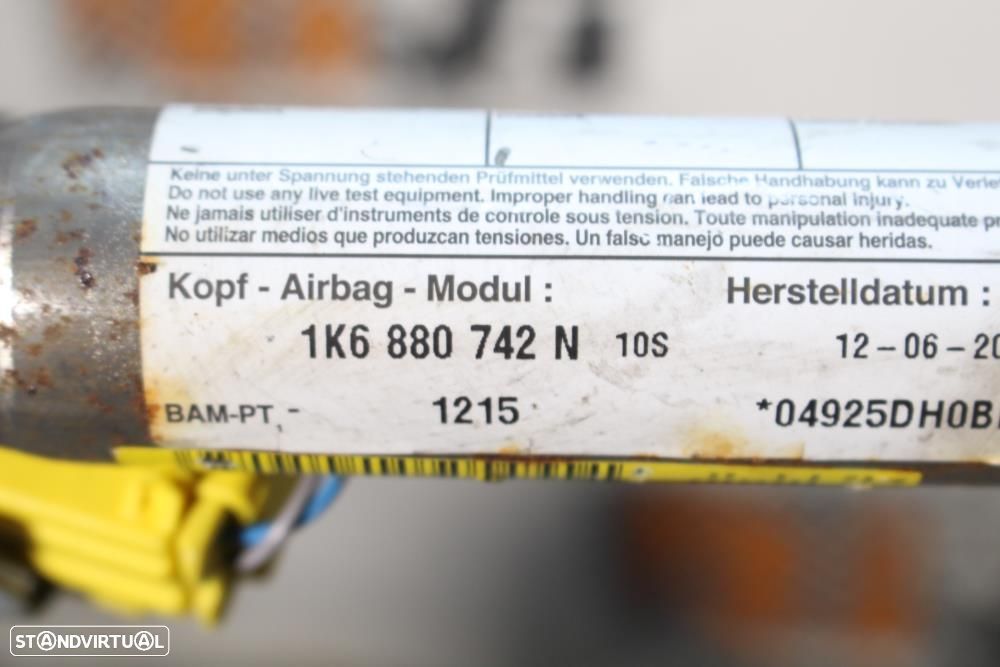 Keine unter Spannung stehenden Prüfmittel verwenden. Falsche Handhabung kann zu Verle
Do not use any live test equipment. Improper handling can lead to personal injury.
Ne jamais utiliser d'instruments de controle sous tension. Toute manipulation inadequate p
No utilizar medios que produzcan tensiones. Un falso manejo puede causar heridas.
Kopf - Airbag - Modul :
Herstelldatum :
1K6 880 742 N 10S
12-06-20
BAM-PT, -
1215
*04925DH0B
STANDVIRTUAL